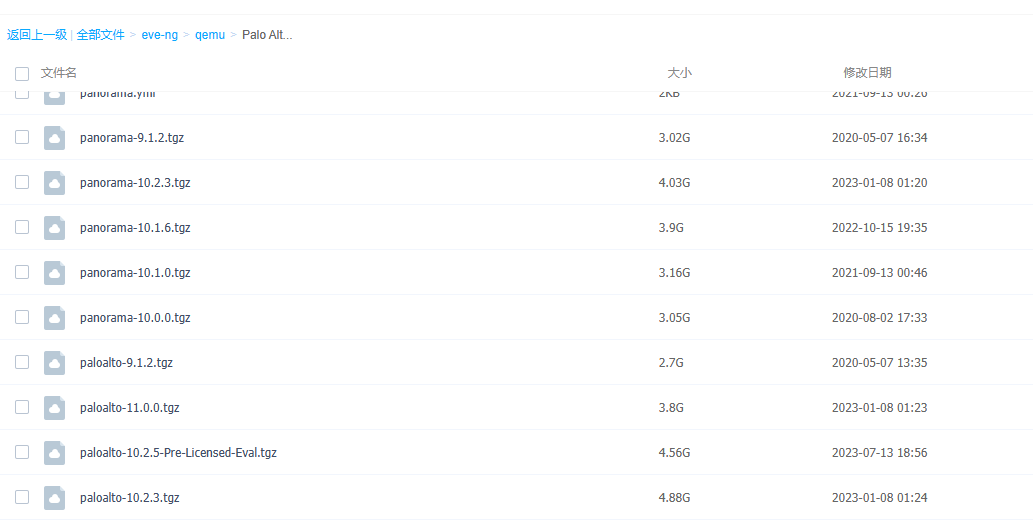 返回上一级 | 全部文件 > eve-ng > qemu > Palo Alt...
文件名 大小 修改日期
panorama.yml 2KB 2021-09-13 00:26
panorama-9.1.2.tgz 3.02G 2020-05-07 16:34
panorama-10.2.3.tgz 4.03G 2023-01-08 01:20
panorama-10.1.6.tgz 3.9G 2022-10-15 19:35
panorama-10.1.0.tgz 3.16G 2021-09-13 00:46
panorama-10.0.0.tgz 3.05G 2020-08-02 17:33
paloalto-9.1.2.tgz 2.7G 2020-05-07 13:35
paloalto-11.0.0.tgz 3.8G 2023-01-08 01:23
paloalto-10.2.5-Pre-Licensed-Eval.tgz 4.56G 2023-07-13 18:56
paloalto-10.2.3.tgz 4.88G 2023-01-08 01:24